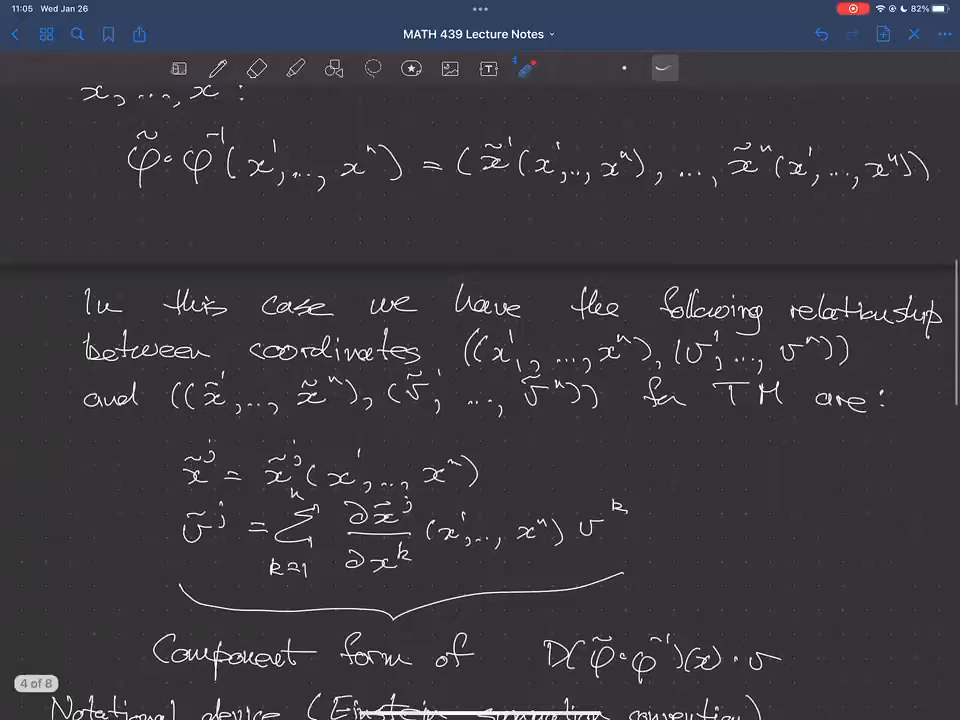 11:05 Wed Jan 26
82%
MATH 439 Lecture Notes
x¹,...,xⁿ :
φ̃∘φ⁻¹(x¹,...,xⁿ) = (x̃¹(x¹,...,xⁿ),...,x̃ⁿ(x¹,...,xⁿ))
In this case we have the following relationship
between coordinates ((x¹,...,xⁿ),(v¹,...,vⁿ))
and ((x̃¹,...,x̃ⁿ),(ṽ¹,...,ṽⁿ)) for TM are:
x̃ʲ = x̃ʲ(x¹,...,xⁿ)
ṽʲ = ∑ₖ₌₁ⁿ ∂x̃ʲ/∂xᵏ (x¹,...,xⁿ) vᵏ
Component form of D(φ̃∘φ⁻¹)(x)·v
4 of 8
Notational device (Einstein summation convention)